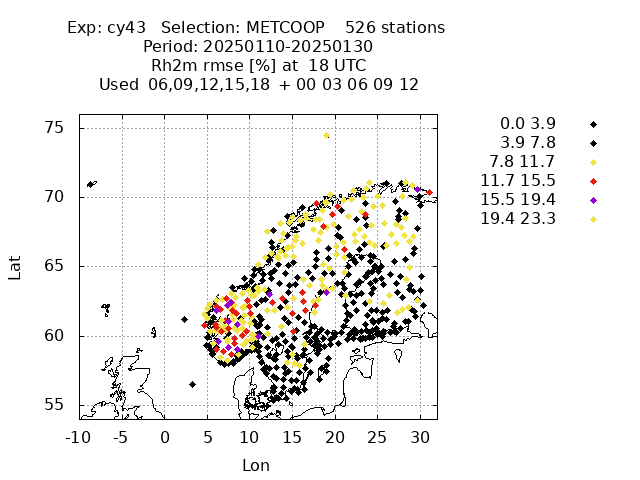 Exp: cy43   Selection: METCOOP    526 stations
Period: 20250110-20250130
Rh2m rmse [%] at  18 UTC
Used  06,09,12,15,18  + 00 03 06 09 12
0.0 3.9
3.9 7.8
7.8 11.7
11.7 15.5
15.5 19.4
19.4 23.3
75
70
65
60
55
Lat
-10 -5 0 5 10 15 20 25 30
Lon